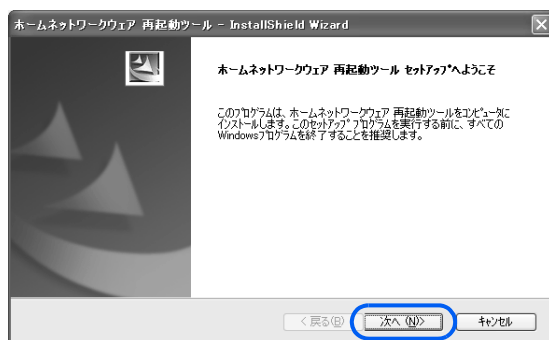 ホームネットワークウェア 再起動ツール - InstallShield Wizard
ホームネットワークウェア 再起動ツール セットアップへようこそ
このプログラムは、ホームネットワークウェア 再起動ツールをコンピュータに
インストールします。このセットアップ プログラムを実行する前に、すべての
Windowsプログラムを終了することを推奨します。
< 戻る(B)
次へ (N)>
キャンセル